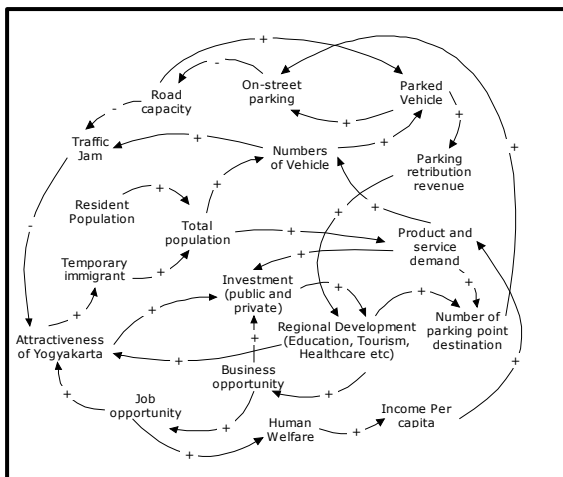 +
-
Road
capacity
On-street
parking
Parked
Vehicle
-
+
+
Traffic
Jam
+
Numbers
of Vehicle
+
Parking
retribution
revenue
Resident
Population
+
+
+
+
-
Total
population
+
Product and
service
demand
+
Temporary
immigrant
+
+
Investment
(public and
private)
+
+
+
+
+
Attractiveness
of Yogyakarta
+
Regional Development
(Education, Tourism,
Healthcare etc)
Number of
parking point
destination
+
+
Business
opportunity
+
+
Job
opportunity
+
Human
Welfare
+
Income Per
capita
+
+